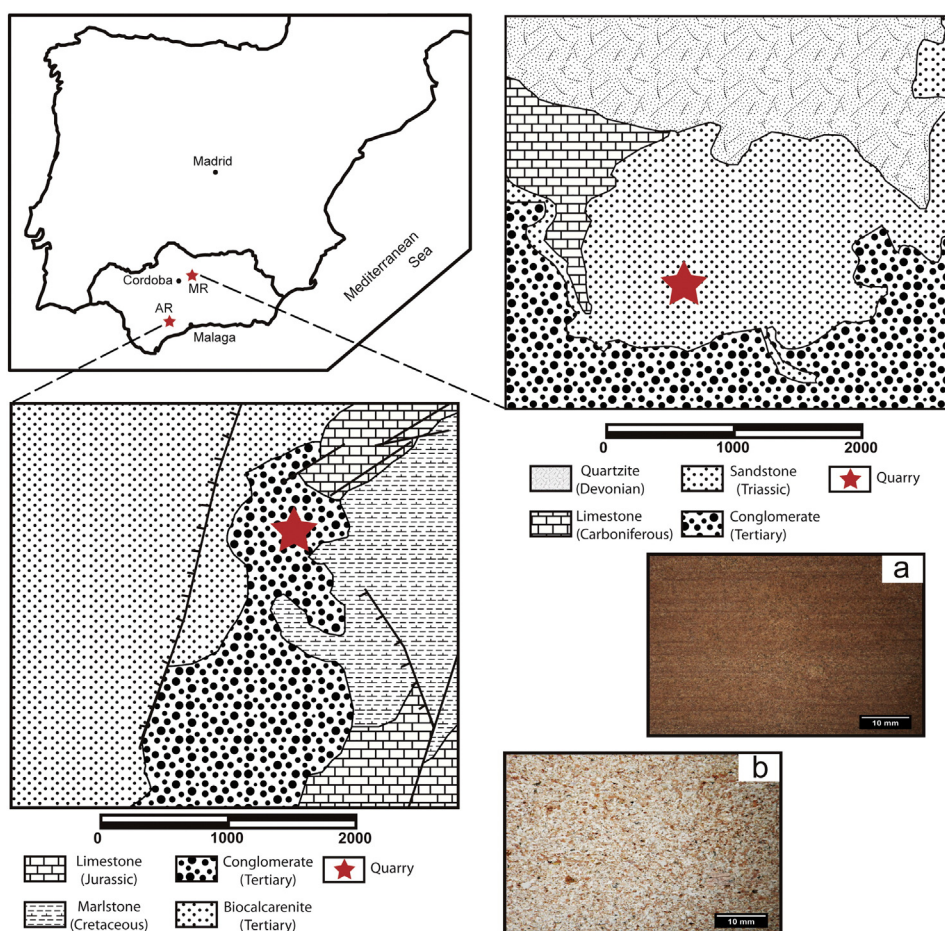 Madrid
Cordoba
MR
AR
Malaga
Mediterranean
Sea
0 1000 2000
Quartzite
(Devonian)
Sandstone
(Triassic)
Quarry
Limestone
(Carboniferous)
Conglomerate
(Tertiary)
a
10 mm
b
10 mm
0 1000 2000
Limestone
(Jurassic)
Conglomerate
(Tertiary)
Quarry
Marlstone
(Cretaceous)
Biocalcarenite
(Tertiary)